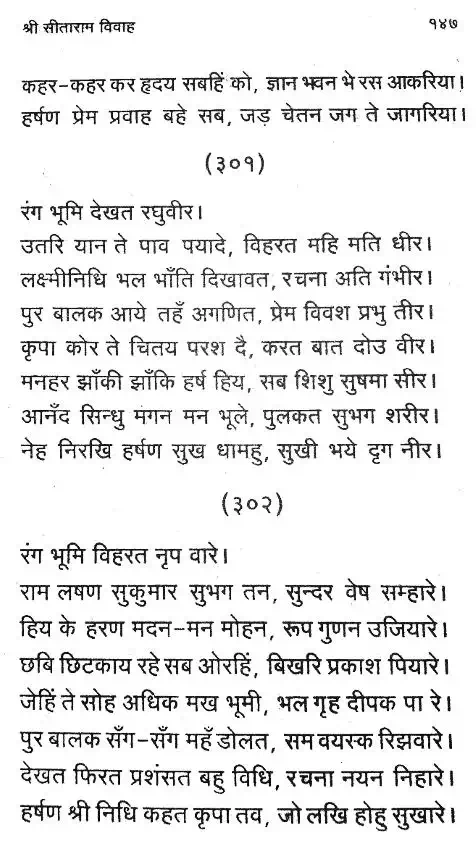 श्री सीताराम विवाह १४७
कहर-कहर कर हृदय सबहिं को, ज्ञान भवन भे रस आकरिया।
हर्षण प्रेम प्रवाह बहे सब, जड़ चेतन जग ते जागरिया।
(३०१)
रंग भूमि देखत रघुवीर।
उतरि यान ते पाव पयादे, विहरत महि मति धीर।
लक्ष्मीनिधि भल भाँति दिखावत, रचना अति गंभीर।
पुर बालक आये तहँ अगणित, प्रेम विवश प्रभु तीर।
कृपा कोर ते चितय परश दै, करत बात दोउ वीर।
मनहर झाँकी झाँकि हर्ष हिय, सब शिशु सुषमा सीर।
आनँद सिन्धु मगन मन भूले, पुलकत सुभग शरीर।
नेह निरखि हर्षण सुख धामहु, सुखी भये दृग नीर।
(३०२)
रंग भूमि विहरत नृप वारे।
राम लषण सुकुमार सुभग तन, सुन्दर वेष सम्हारे।
हिय के हरण मदन-मन मोहन, रूप गुणन उजियारे।
छबि छिटकाय रहे सब ओरहिं, बिखरि प्रकाश पियारे।
जेहिं ते सोह अधिक मख भूमी, भल गृह दीपक पा रे।
पुर बालक सँग-सँग महँ डोलत, सम वयस्क रिझवारे।
देखत फिरत प्रशंसत बहु विधि, रचना नयन निहारे।
हर्षण श्री निधि कहत कृपा तव, जो लखि होहु सुखारे।